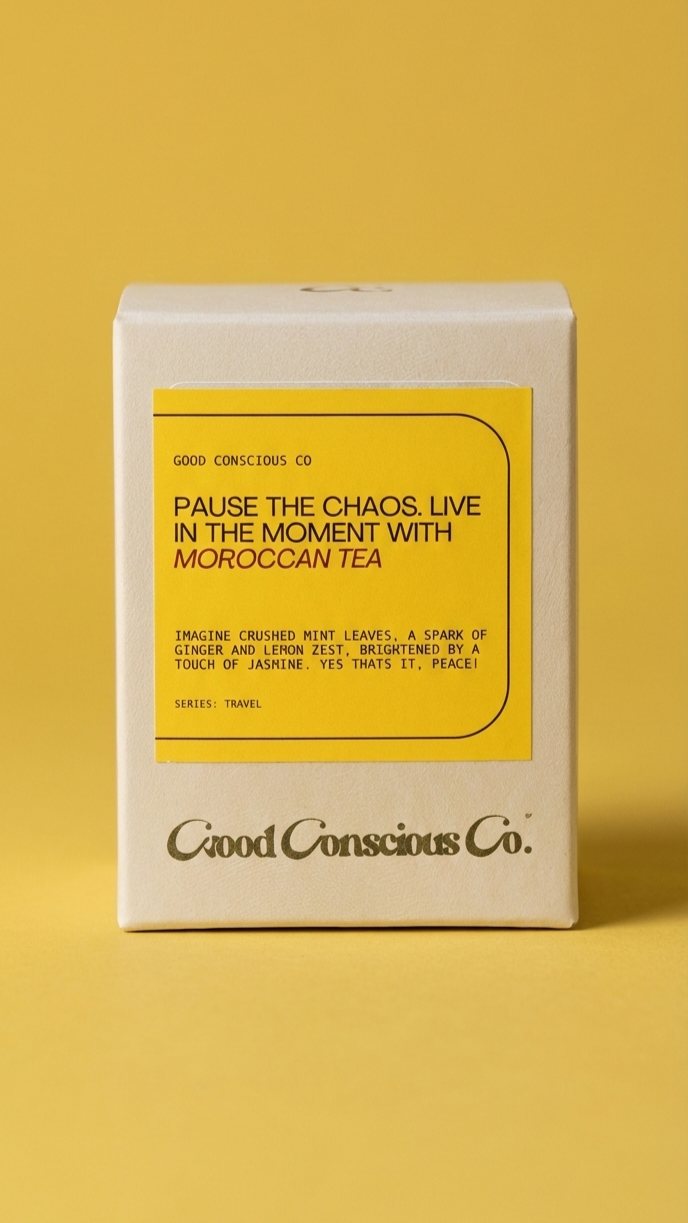 GOOD CONSCIOUS CO
PAUSE THE CHAOS. LIVE
IN THE MOMENT WITH
MOROCCAN TEA
IMAGINE CRUSHED MINT LEAVES, A SPARK OF
GINGER AND LEMON ZEST, BRIGHTENED BY A
TOUCH OF JASMINE. YES THATS IT, PEACE!
SERIES: TRAVEL
Good Conscious Co.